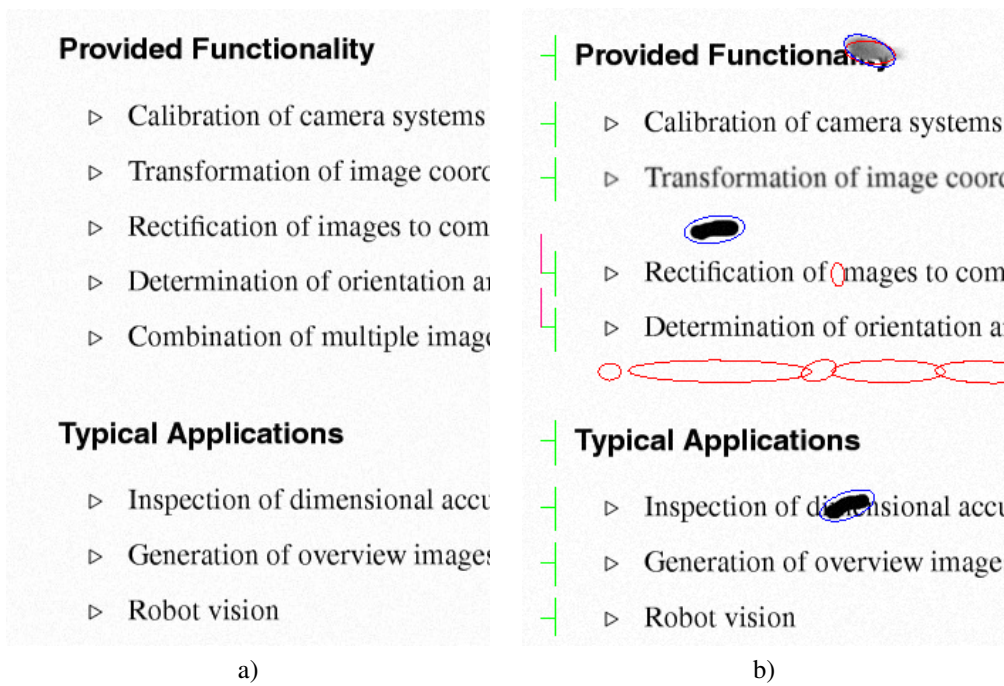 Provided Functionality
▷ Calibration of camera systems
▷ Transformation of image coord
▷ Rectification of images to com
▷ Determination of orientation a
▷ Combination of multiple image
Typical Applications
▷ Inspection of dimensional accu
▷ Generation of overview images
▷ Robot vision
a)
Provided
▷ Calibration of camera systems
▷ Transformation of image coord
▷ Rectification of mages to com
▷ Determination of orientation a
Typical Applications
▷ Inspection of accu
▷ Generation of overview image
▷ Robot vision
b)